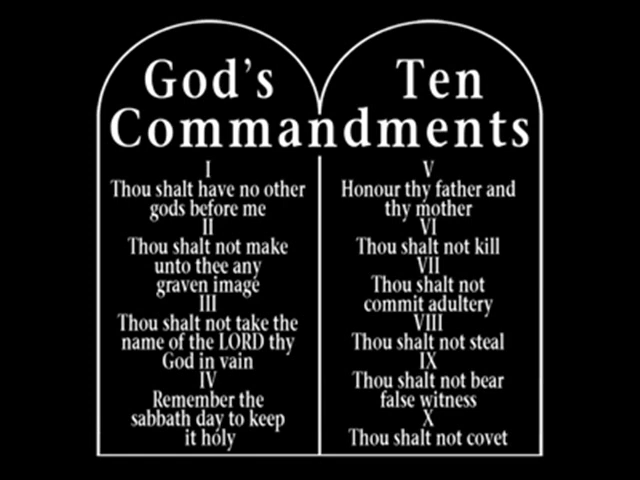 God's Ten
Commandments
I
Thou shalt have no other
gods before me
II
Thou shalt not make
unto thee any
graven image
III
Thou shalt not take the
name of the LORD thy
God in vain
IV
Remember the
sabbath day to keep
it holy
V
Honour thy father and
thy mother
VI
Thou shalt not kill
VII
Thou shalt not
commit adultery
VIII
Thou shalt not steal
IX
Thou shalt not bear
false witness
X
Thou shalt not covet